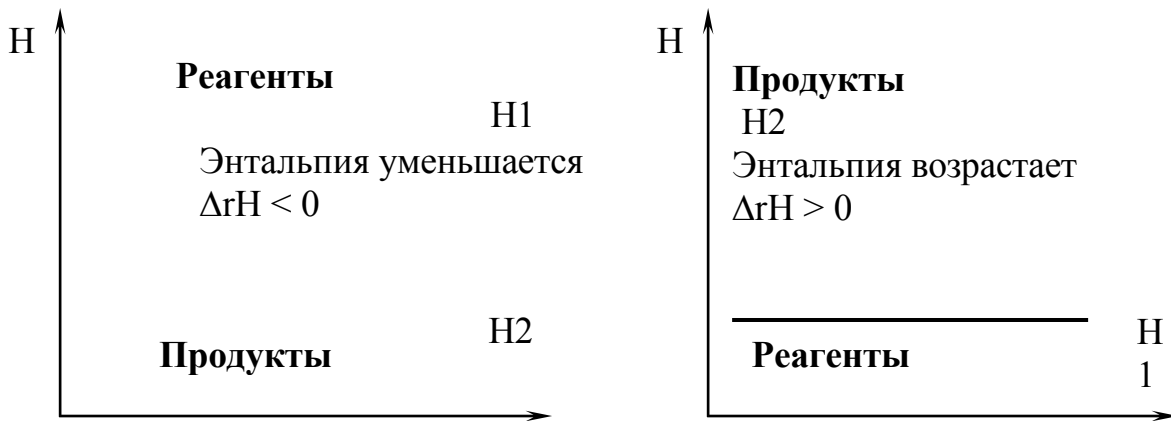 H
Реагенты
H1
Энтальпия уменьшается
ΔrH < 0
H2
Продукты
H
Продукты
H2
Энтальпия возрастает
ΔrH > 0
Реагенты
H
1